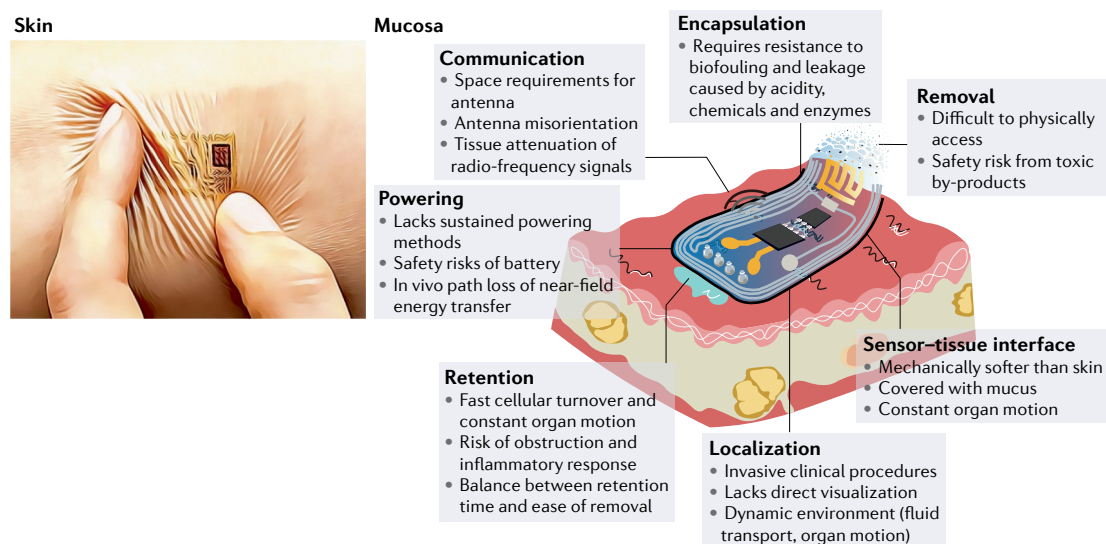 Skin
Mucosa
Communication
• Space requirements for
antenna
• Antenna misorientation
• Tissue attenuation of
radio-frequency signals
Encapsulation
• Requires resistance to
biofouling and leakage
caused by acidity,
chemicals and enzymes
Removal
• Difficult to physically
access
• Safety risk from toxic
by-products
Powering
• Lacks sustained powering
methods
• Safety risks of battery
• In vivo path loss of near-field
energy transfer
Sensor–tissue interface
• Mechanically softer than skin
• Covered with mucus
• Constant organ motion
Retention
• Fast cellular turnover and
constant organ motion
• Risk of obstruction and
inflammatory response
• Balance between retention
time and ease of removal
Localization
• Invasive clinical procedures
• Lacks direct visualization
• Dynamic environment (fluid
transport, organ motion)